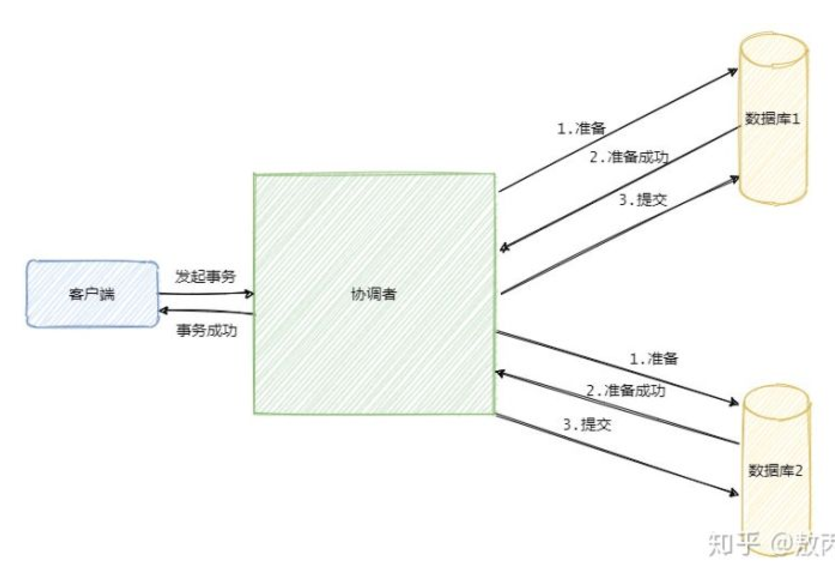 数据库1
1.准备
2.准备成功
3.提交
发起事务
客户端
协调者
事务成功
1.准备
2.准备成功
3.提交
数据库2
知乎 @敖丙